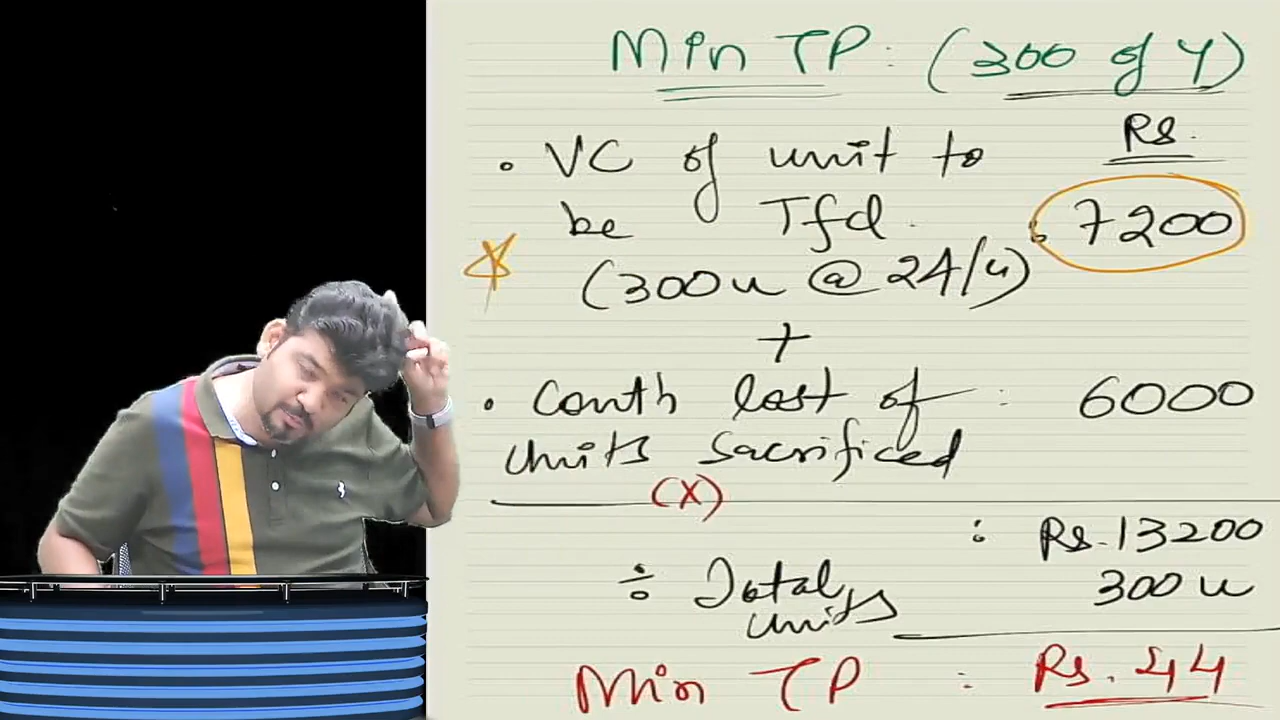 Min TP: (300 of Y)
Rs.
• VC of unit to
be Tfd. : 7200
(300u @ 24/u)
+
• Contb lost of : 6000
units sacrificed
(X)
: Rs. 13200
÷ Total 300 u
units
Min TP : Rs. 44